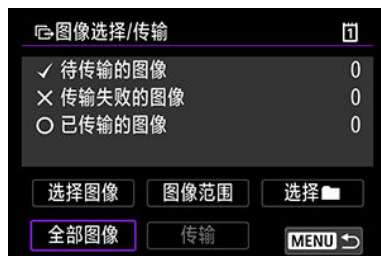 图像选择/传输 1
✓ 待传输的图像 0
✕ 传输失败的图像 0
○ 已传输的图像 0
选择图像 图像范围 选择
全部图像 传输 MENU